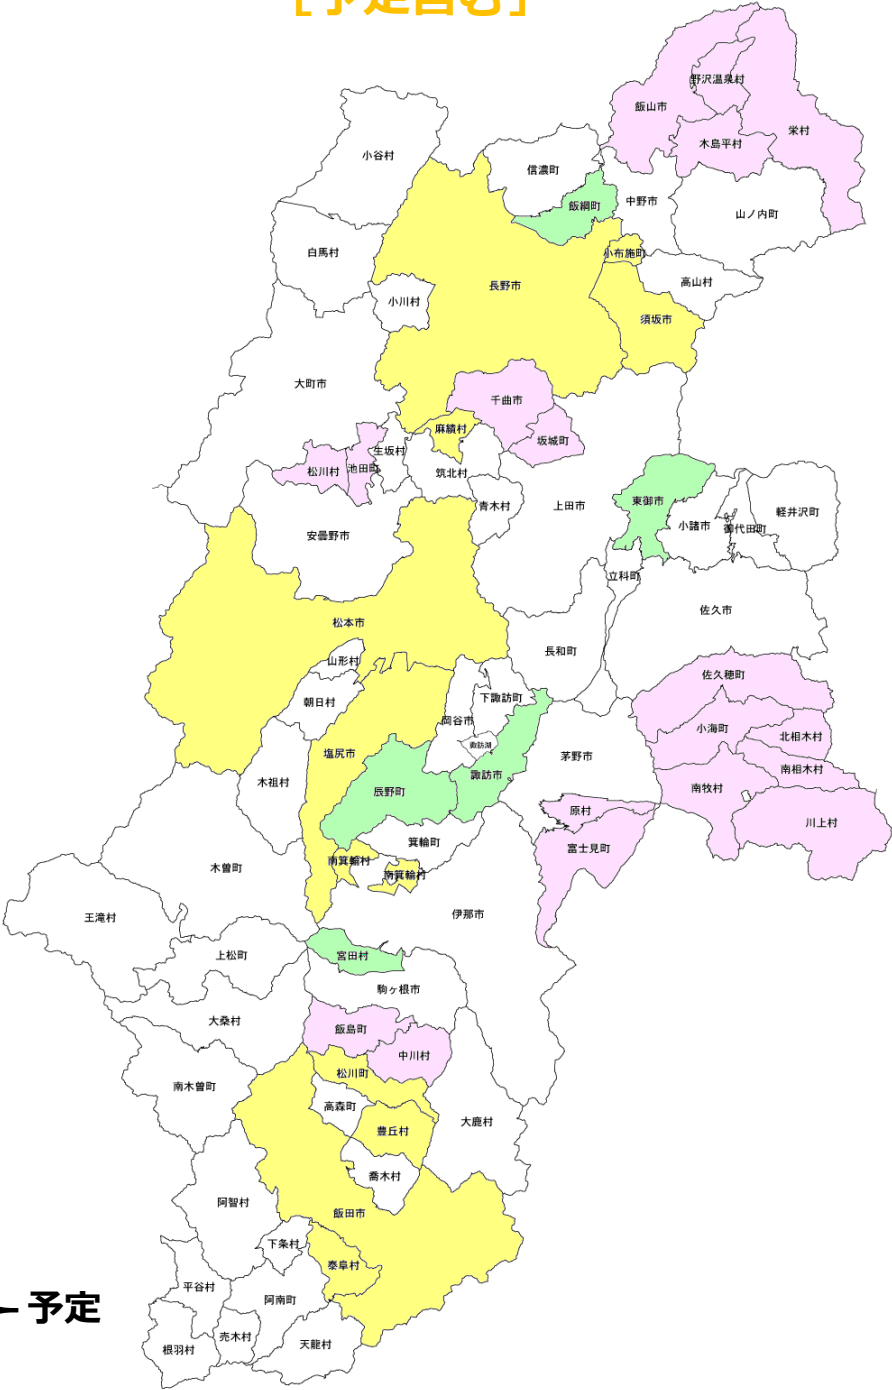 [予定含む]
野沢温泉村
飯山市
栄村
木島平村
小谷村
信濃町
飯綱町
中野市
山ノ内町
白馬村
小布施町
高山村
長野市
小川村
須坂市
大町市
千曲市
麻績村
坂城町
生坂村
松川村
池田町
筑北村
青木村
上田市
東御市
小諸市
御代田町
軽井沢町
安曇野市
立科町
佐久市
松本市
長和町
山形村
佐久穂町
朝日村
下諏訪町
岡谷市
小海町
北相木村
諏訪湖
塩尻市
茅野市
南相木村
諏訪市
木祖村
辰野町
南牧村
原村
川上村
箕輪町
富士見町
南箕輪村
木曽町
南箕輪村
王滝村
伊那市
上松町
宮田村
駒ヶ根市
大桑村
飯島町
中川村
松川町
南木曽町
高森町
大鹿村
豊丘村
喬木村
阿智村
飯田市
下条村
泰阜村
平谷村
阿南町
予定
売木村
天龍村
根羽村